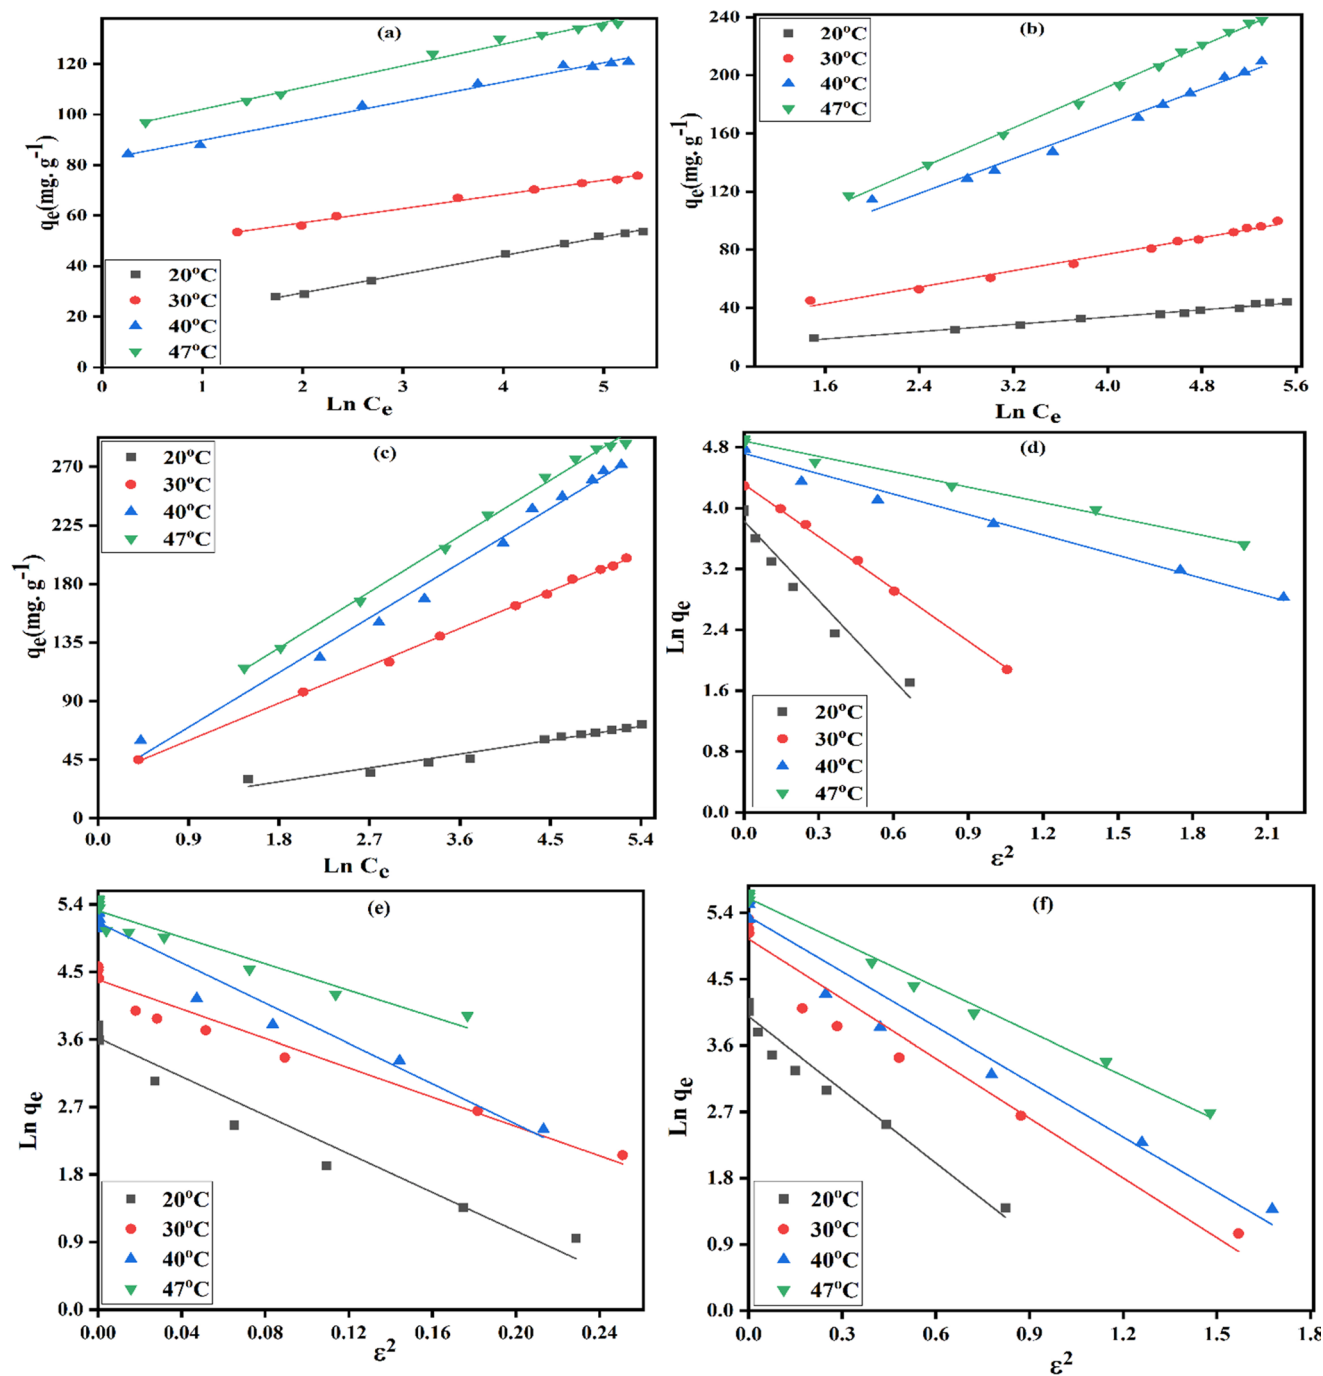 (a)
q_e(mg. g^-1)
120
100
80
60
40
20
0
20°C
30°C
40°C
47°C
0 1 2 3 4 5
Ln C_e
(b)
q_e(mg. g^-1)
240
200
160
120
80
40
0
20°C
30°C
40°C
47°C
1.6 2.4 3.2 4.0 4.8 5.6
Ln C_e
(c)
q_e(mg. g^-1)
270
225
180
135
90
45
0
20°C
30°C
40°C
47°C
0.0 0.9 1.8 2.7 3.6 4.5 5.4
Ln C_e
(d)
Ln q_e
4.8
4.0
3.2
2.4
1.6
0.8
0.0
20°C
30°C
40°C
47°C
0.0 0.3 0.6 0.9 1.2 1.5 1.8 2.1
ε²
(e)
Ln q_e
5.4
4.5
3.6
2.7
1.8
0.9
0.0
20°C
30°C
40°C
47°C
0.00 0.04 0.08 0.12 0.16 0.20 0.24
ε²
(f)
Ln q_e
5.4
4.5
3.6
2.7
1.8
0.9
0.0
20°C
30°C
40°C
47°C
0.0 0.3 0.6 0.9 1.2 1.5 1.8
ε²